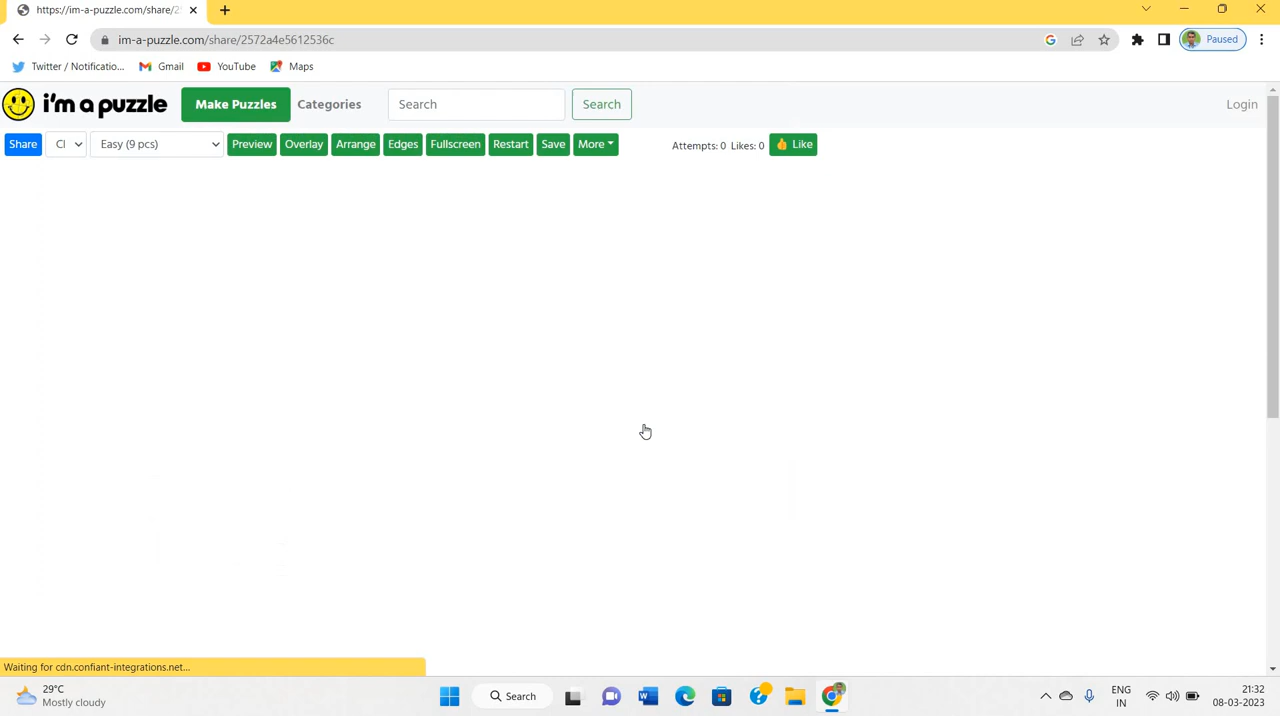 https://im-a-puzzle.com/share/2
im-a-puzzle.com/share/2572a4e5612536c
Paused
Twitter / Notificatio...
Gmail
YouTube
Maps
i'm a puzzle
Make Puzzles
Categories
Search
Search
Login
Share
Cl
Easy (9 pcs)
Preview
Overlay
Arrange
Edges
Fullscreen
Restart
Save
More
Attempts: 0 Likes: 0
Like
Waiting for cdn.confiant-integrations.net...
29°C
Mostly cloudy
Search
ENG
IN
21:32
08-03-2023